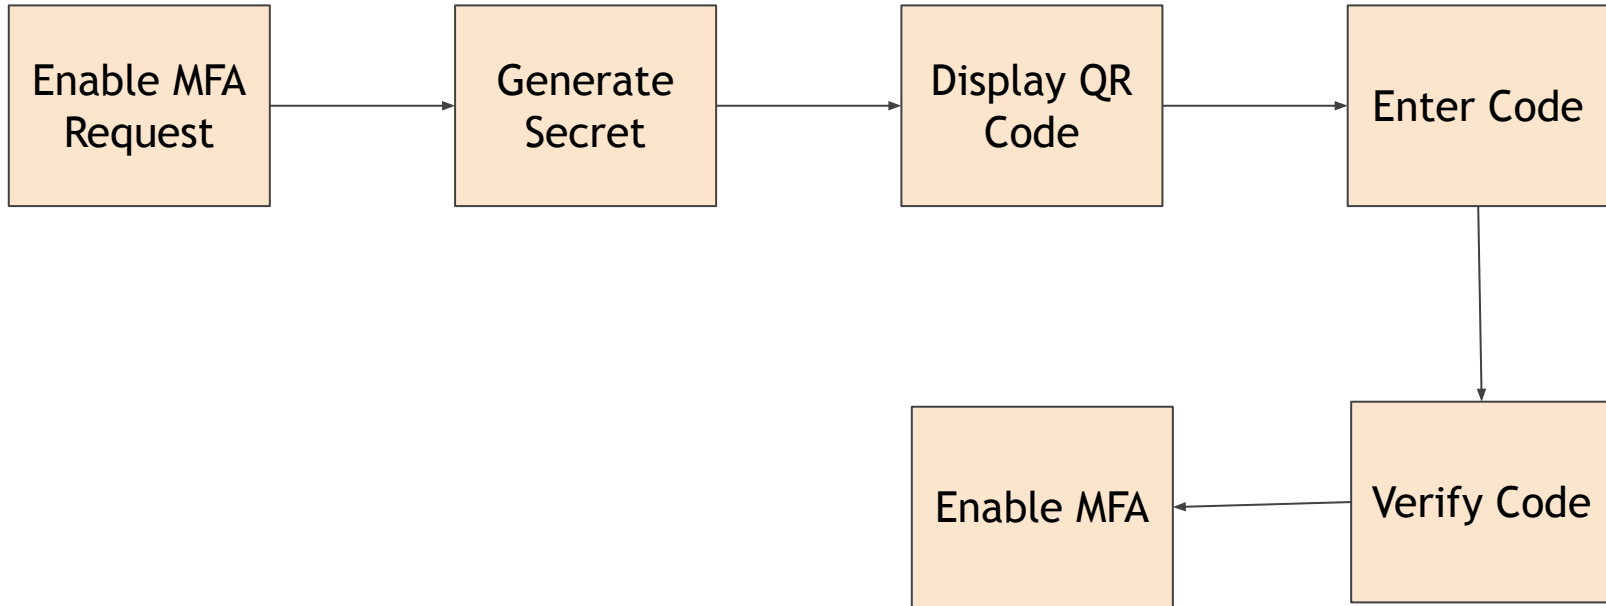 Enable MFA
Request
Generate
Secret
Display QR
Code
Enter Code
Enable MFA
Verify Code